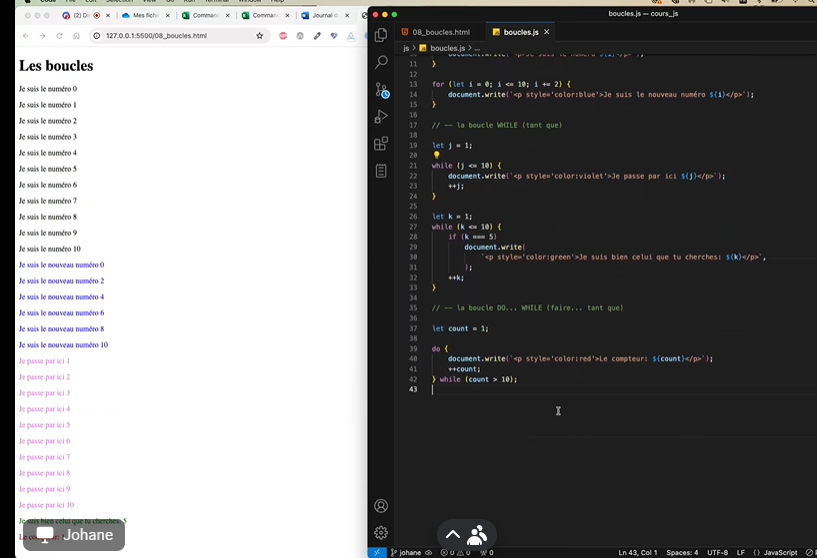 Code
File
Edit
Selection
View
Go
Run
Terminal
Window
Help
boucles.js — cours_js
(2) Di
Mes fich
Comman
Comman
Journal d
127.0.0.1:5500/08_boucles.html
08_boucles.html
boucles.js
js > boucles.js > ...
Les boucles
Je suis le numéro 0
Je suis le numéro 1
Je suis le numéro 2
Je suis le numéro 3
Je suis le numéro 4
Je suis le numéro 5
Je suis le numéro 6
Je suis le numéro 7
Je suis le numéro 8
Je suis le numéro 9
Je suis le numéro 10
Je suis le nouveau numéro 0
Je suis le nouveau numéro 2
Je suis le nouveau numéro 4
Je suis le nouveau numéro 6
Je suis le nouveau numéro 8
Je suis le nouveau numéro 10
Je passe par ici 1
Je passe par ici 2
Je passe par ici 3
Je passe par ici 4
Je passe par ici 5
Je passe par ici 6
Je passe par ici 7
Je passe par ici 8
Je passe par ici 9
Je passe par ici 10
Je suis bien celui que tu cherches: 5
Johane
11 }
12
13 for (let i = 0; i <= 10; i += 2) {
14 document.write(`<p style='color:blue'>Je suis le nouveau numéro ${i}</p>`);
15 }
16
17 // —— la boucle WHILE (tant que)
18
19 let j = 1;
20
21 while (j <= 10) {
22 document.write(`<p style='color:violet'>Je passe par ici ${j}</p>`);
23 ++j;
24 }
25
26 let k = 1;
27 while (k <= 10) {
28 if (k === 5)
29 document.write(
30 `<p style='color:green'>Je suis bien celui que tu cherches: ${k}</p>`,
31 );
32 ++k;
33 }
34
35 // —— la boucle DO... WHILE (faire... tant que)
36
37 let count = 1;
38
39 do {
40 document.write(`<p style='color:red'>Le compteur: ${count}</p>`);
41 ++count;
42 } while (count > 10);
43
johane
0 0
0
Ln 43, Col 1
Spaces: 4
UTF-8
LF
{} JavaScript